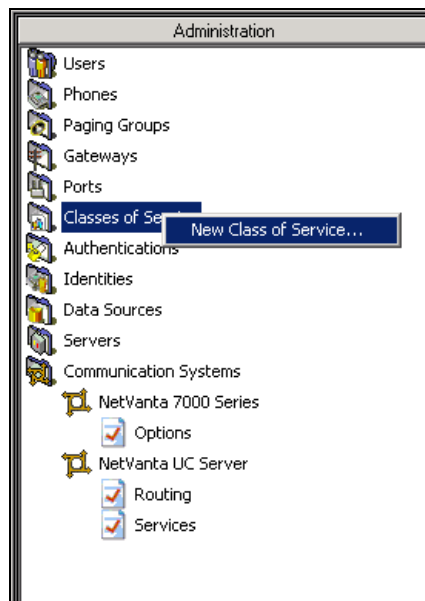 Administration
Users
Phones
Paging Groups
Gateways
Ports
Classes of
New Class of Service...
Authentications
Identities
Data Sources
Servers
Communication Systems
NetVanta 7000 Series
Options
NetVanta UC Server
Routing
Services